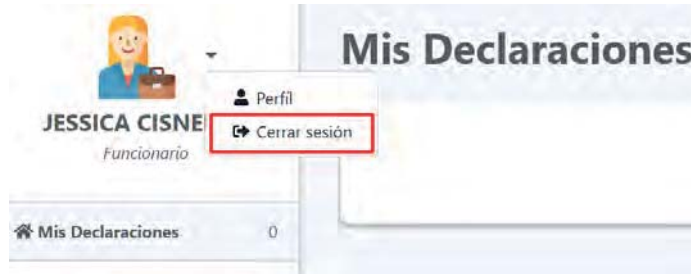 Mis Declaraciones
Perfil
JESSICA CISNE
Cerrar sesión
Funcionario
Mis Declaraciones 0